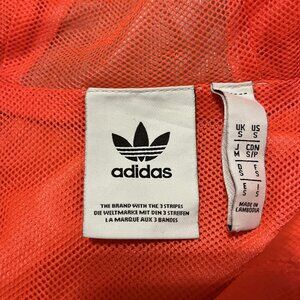 adidas
THE BRAND WITH THE 3 STRIPES
DIE WELTMARKE MIT DEN 3 STREIFEN
LA MARQUE AUX 3 BANDES
UK US
S S
J CDN
M S/P
D F
S S
E I
S S
MADE IN
CAMBODIA